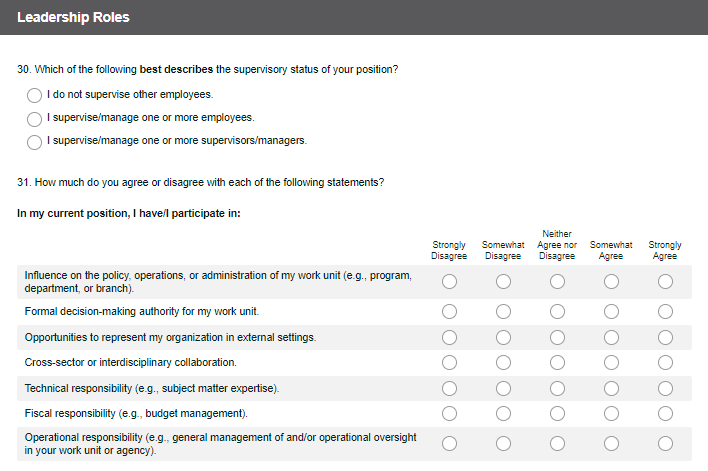 Leadership Roles
30. Which of the following best describes the supervisory status of your position?
I do not supervise other employees.
I supervise/manage one or more employees.
I supervise/manage one or more supervisors/managers.
31. How much do you agree or disagree with each of the following statements?
In my current position, I have/I participate in:
Strongly Disagree
Somewhat Disagree
Neither Agree nor Disagree
Somewhat Agree
Strongly Agree
Influence on the policy, operations, or administration of my work unit (e.g., program,
department, or branch).
Formal decision-making authority for my work unit.
Opportunities to represent my organization in external settings.
Cross-sector or interdisciplinary collaboration.
Technical responsibility (e.g., subject matter expertise).
Fiscal responsibility (e.g., budget management).
Operational responsibility (e.g., general management of and/or operational oversight
in your work unit or agency).